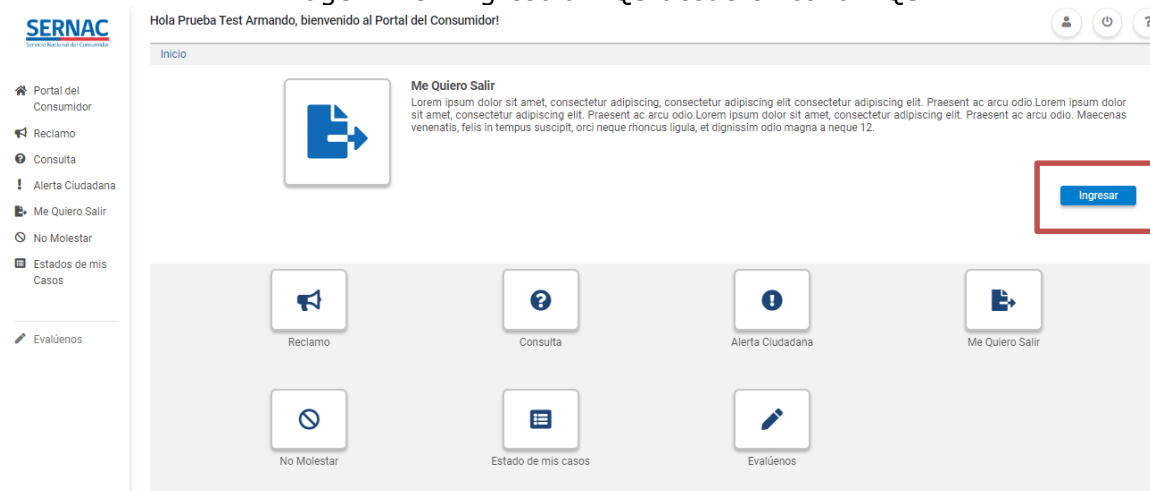 SERNAC
Servicio Nacional del Consumidor
Hola Prueba Test Armando, bienvenido al Portal del Consumidor!
?
Inicio
Portal del
Consumidor
Reclamo
Consulta
Alerta Ciudadana
Me Quiero Salir
No Molestar
Estados de mis
Casos
Evalúenos
Me Quiero Salir
Lorem ipsum dolor sit amet, consectetur adipiscing, consectetur adipiscing elit consectetur adipiscing elit. Praesent ac arcu odio.Lorem ipsum dolor
sit amet, consectetur adipiscing elit. Praesent ac arcu odio.Lorem ipsum dolor sit amet, consectetur adipiscing elit. Praesent ac arcu odio. Maecenas
venenatis, felis in tempus suscipit, orci neque rhoncus ligula, et dignissim odio magna a neque 12.
Ingresar
Reclamo
Consulta
Alerta Ciudadana
Me Quiero Salir
No Molestar
Estado de mis casos
Evalúenos